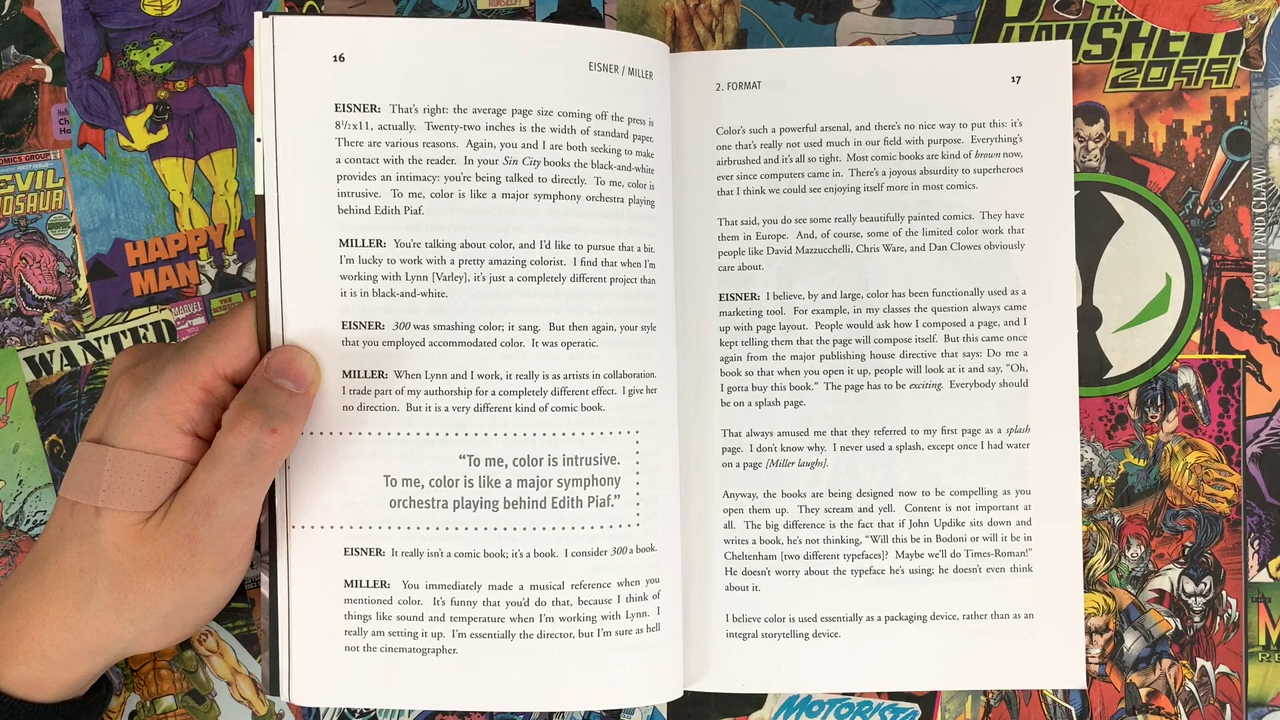 16
EISNER / MILLER
EISNER: That's right: the average page size coming off the press is
8½x11, actually. Twenty-two inches is the width of standard paper.
There are various reasons. Again, you and I are both seeking to make
a contact with the reader. In your Sin City books the black-and-white
provides an intimacy: you're being talked to directly. To me, color is
intrusive. To me, color is like a major symphony orchestra playing
behind Edith Piaf.
MILLER: You're talking about color, and I'd like to pursue that a bit.
I'm lucky to work with a pretty amazing colorist. I find that when I'm
working with Lynn [Varley], it's just a completely different project than
it is in black-and-white.
EISNER: 300 was smashing color; it sang. But then again, your style
that you employed accommodated color. It was operatic.
MILLER: When Lynn and I work, it really is as artists in collaboration.
I trade part of my authorship for a completely different effect. I give her
no direction. But it is a very different kind of comic book.
“To me, color is intrusive.
To me, color is like a major symphony
orchestra playing behind Edith Piaf.”
EISNER: It really isn't a comic book; it's a book. I consider 300 a book.
MILLER: You immediately made a musical reference when you
mentioned color. It's funny that you'd do that, because I think of
things like sound and temperature when I'm working with Lynn. I
really am setting it up. I'm essentially the director, but I'm sure as hell
not the cinematographer.
2. FORMAT
17
Color's such a powerful arsenal, and there's no nice way to put this: it's
one that's really not used much in our field with purpose. Everything's
airbrushed and it's all so tight. Most comic books are kind of brown now,
ever since computers came in. There's a joyous absurdity to superheroes
that I think we could see enjoying itself more in most comics.
That said, you do see some really beautifully painted comics. They have
them in Europe. And, of course, some of the limited color work that
people like David Mazzucchelli, Chris Ware, and Dan Clowes obviously
care about.
EISNER: I believe, by and large, color has been functionally used as a
marketing tool. For example, in my classes the question always came
up with page layout. People would ask how I composed a page, and I
kept telling them that the page will compose itself. But this came once
again from the major publishing house directive that says: Do me a
book so that when you open it up, people will look at it and say, “Oh,
I gotta buy this book.” The page has to be exciting. Everybody should
be on a splash page.
That always amused me that they referred to my first page as a splash
page. I don't know why. I never used a splash, except once I had water
on a page [Miller laughs].
Anyway, the books are being designed now to be compelling as you
open them up. They scream and yell. Content is not important at
all. The big difference is the fact that if John Updike sits down and
writes a book, he's not thinking, “Will this be in Bodoni or will it be in
Cheltenham [two different typefaces]? Maybe we'll do Times-Roman!”
He doesn't worry about the typeface he's using; he doesn't even think
about it.
I believe color is used essentially as a packaging device, rather than as an
integral storytelling device.
HAPPY
MAN
WANTED
COMICS GROUP
MARVEL
THE
2099
TOOTH AND CLAW
MOTORISTA